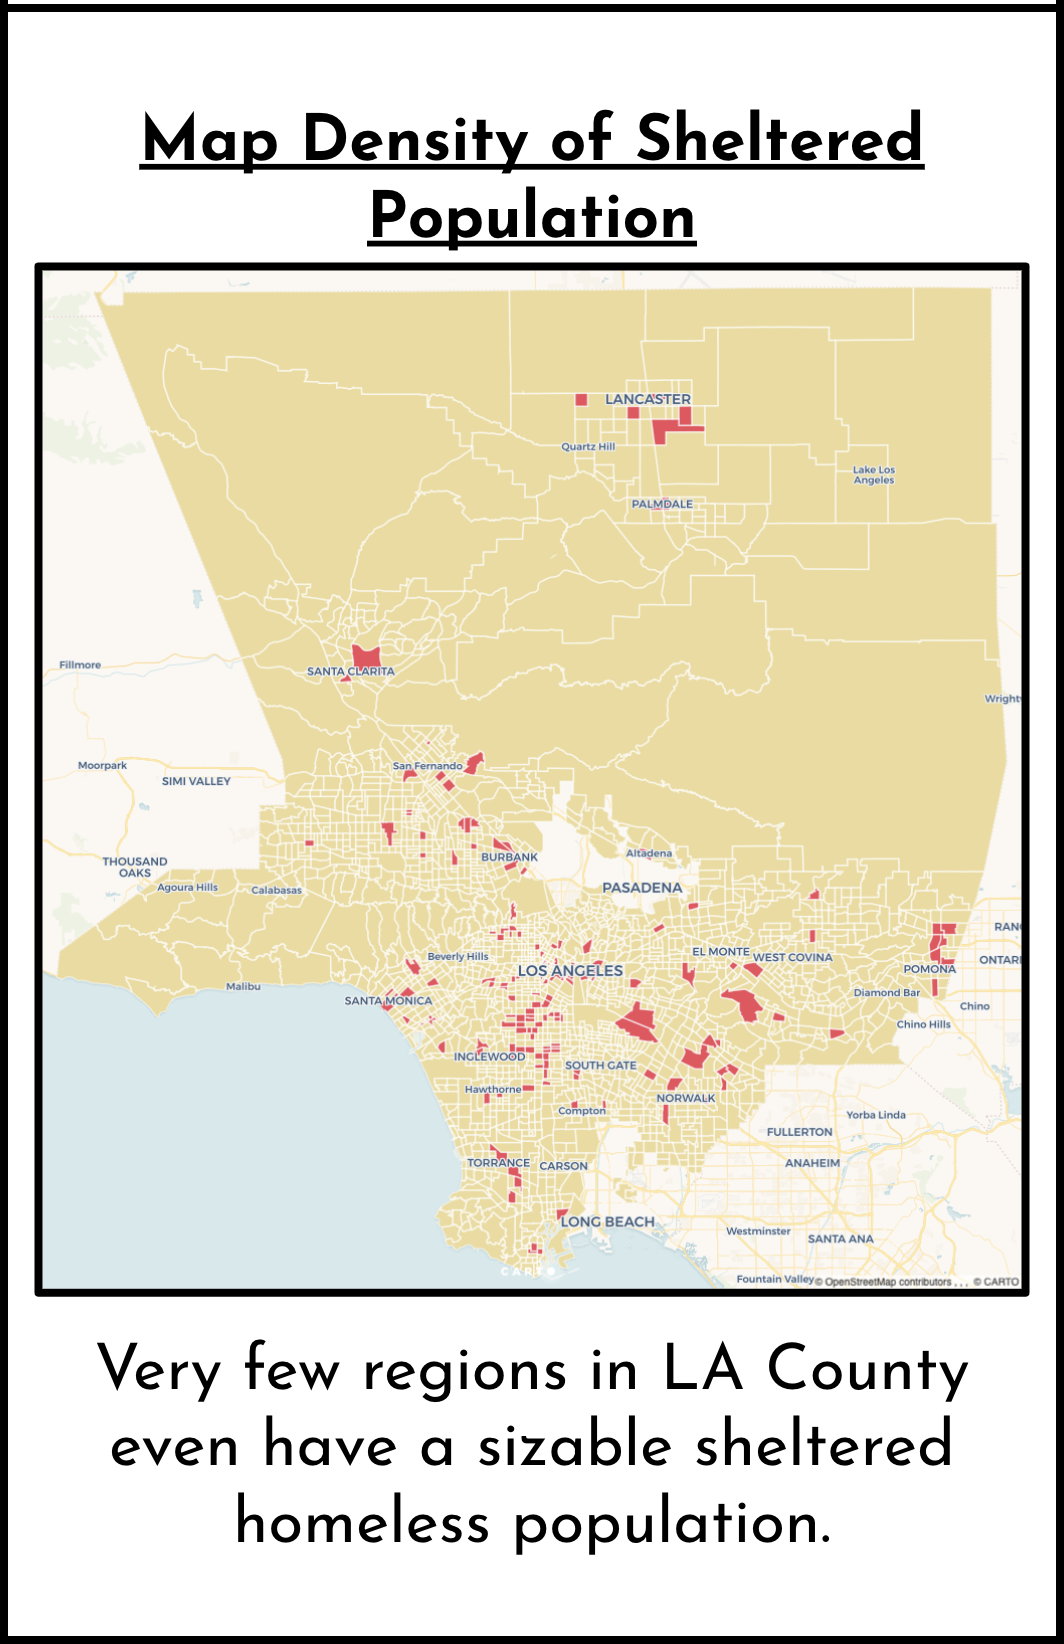 Map Density of Sheltered
Population
LANCASTER
Quartz Hill
Lake Los
Angeles
PALMDALE
Fillmore
SANTA CLARITA
Wrightw
Moorpark
San Fernando
SIMI VALLEY
THOUSAND
OAKS
BURBANK
Altadena
Agoura Hills
Calabasas
PASADENA
RANC
EL MONTE
Beverly Hills
WEST COVINA
ONTARI
LOS ANGELES
POMONA
Malibu
Diamond Bar
SANTA MONICA
Chino
Chino Hills
INGLEWOOD
SOUTH GATE
Hawthorne
NORWALK
Compton
Yorba Linda
FULLERTON
TORRANCE
CARSON
ANAHEIM
LONG BEACH
Westminster
SANTA ANA
CARTO
Fountain Valley
© OpenStreetMap contributors , , , © CARTO
Very few regions in LA County
even have a sizable sheltered
homeless population.